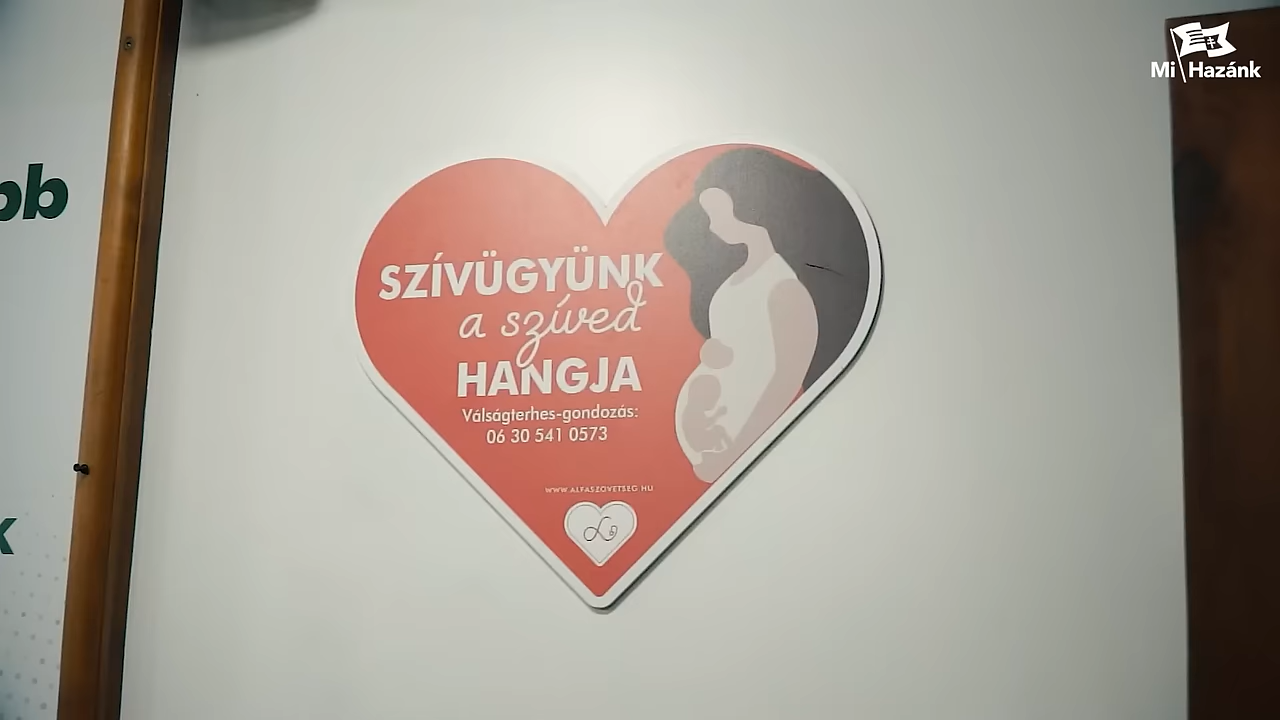 Mi Hazánk
SZÍVÜGYÜNK
a szíved
HANGJA
Válságterhes-gondozás:
06 30 541 0573
WWW.ALFASZOVETSEG.HU